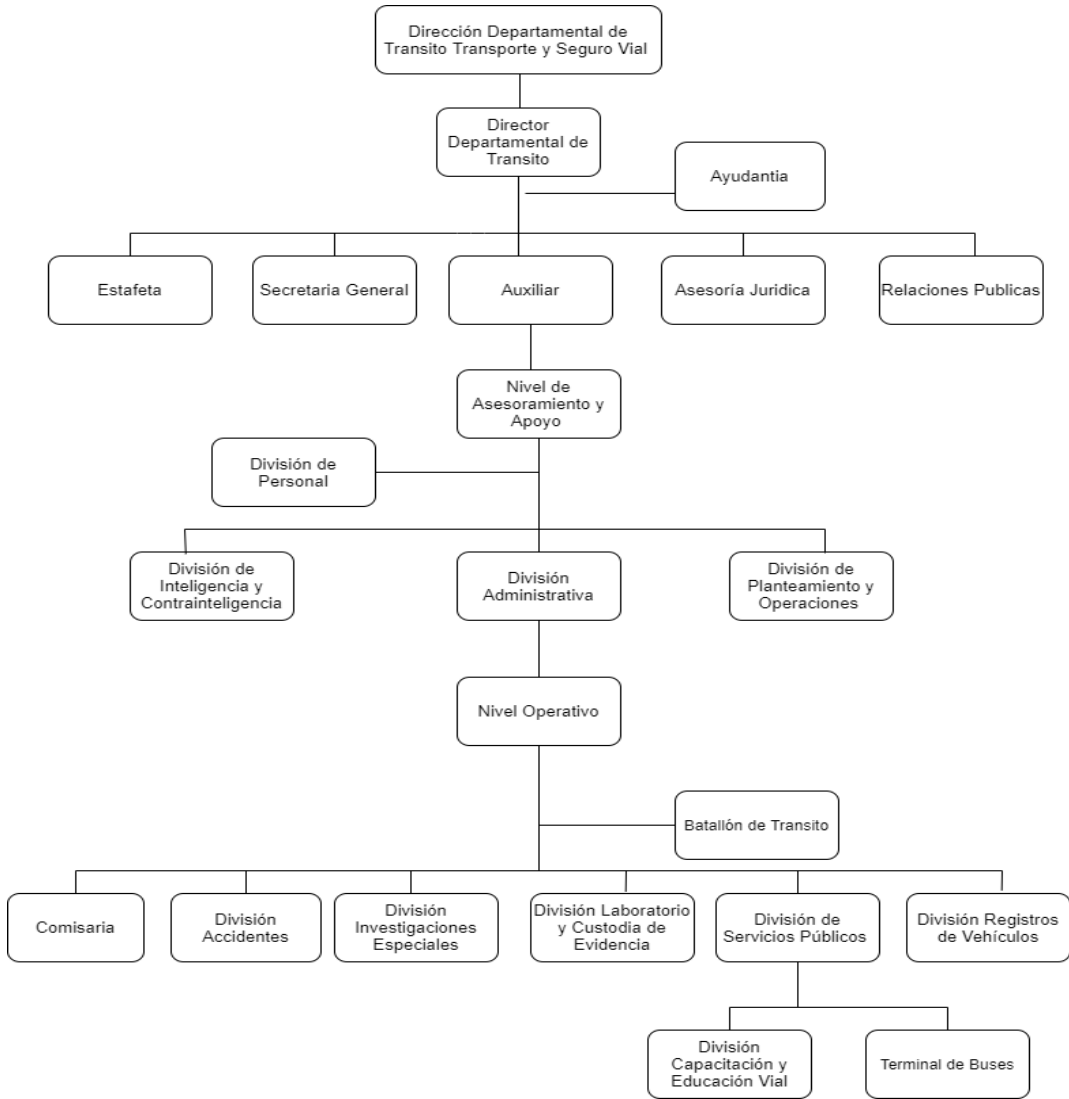 Dirección Departamental de
Transito Transporte y Seguro Vial
Director
Departamental de
Transito
Ayudantia
Estafeta
Secretaria General
Auxiliar
Asesoría Juridica
Relaciones Publicas
Nivel de
Asesoramiento y
Apoyo
División de
Personal
División de
Inteligencia y
Contrainteligencia
División
Administrativa
División de
Planteamiento y
Operaciones
Nivel Operativo
Batallón de Transito
Comisaria
División
Accidentes
División
Investigaciones
Especiales
División Laboratorio
y Custodia de
Evidencia
División de
Servicios Públicos
División Registros
de Vehículos
División
Capacitación y
Educación Vial
Terminal de Buses